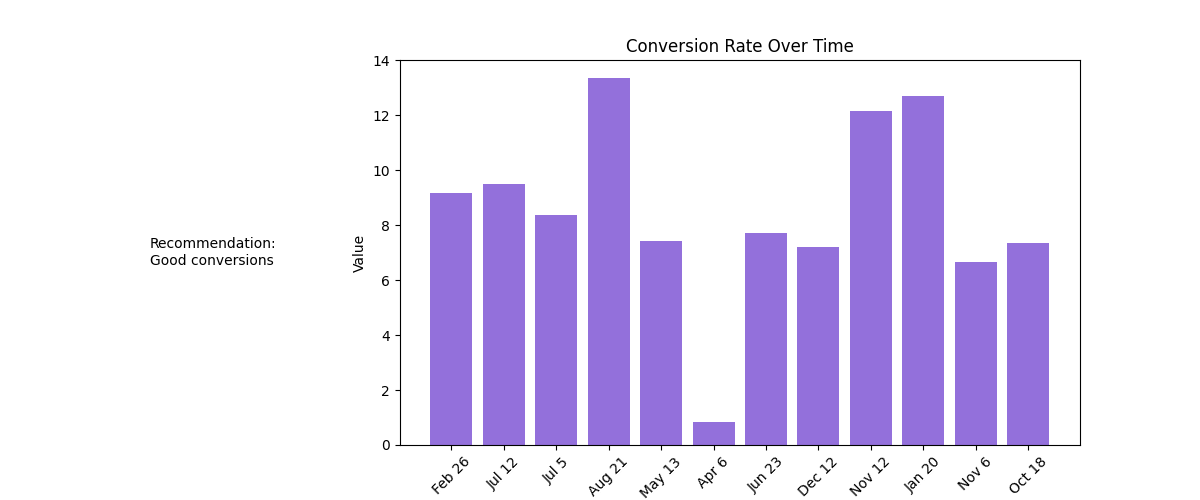 Conversion Rate Over Time
Recommendation:
Good conversions
Value
14
12
10
8
6
4
2
0
Feb 26
Jul 12
Jul 5
Aug 21
May 13
Apr 6
Jun 23
Dec 12
Nov 12
Jan 20
Nov 6
Oct 18